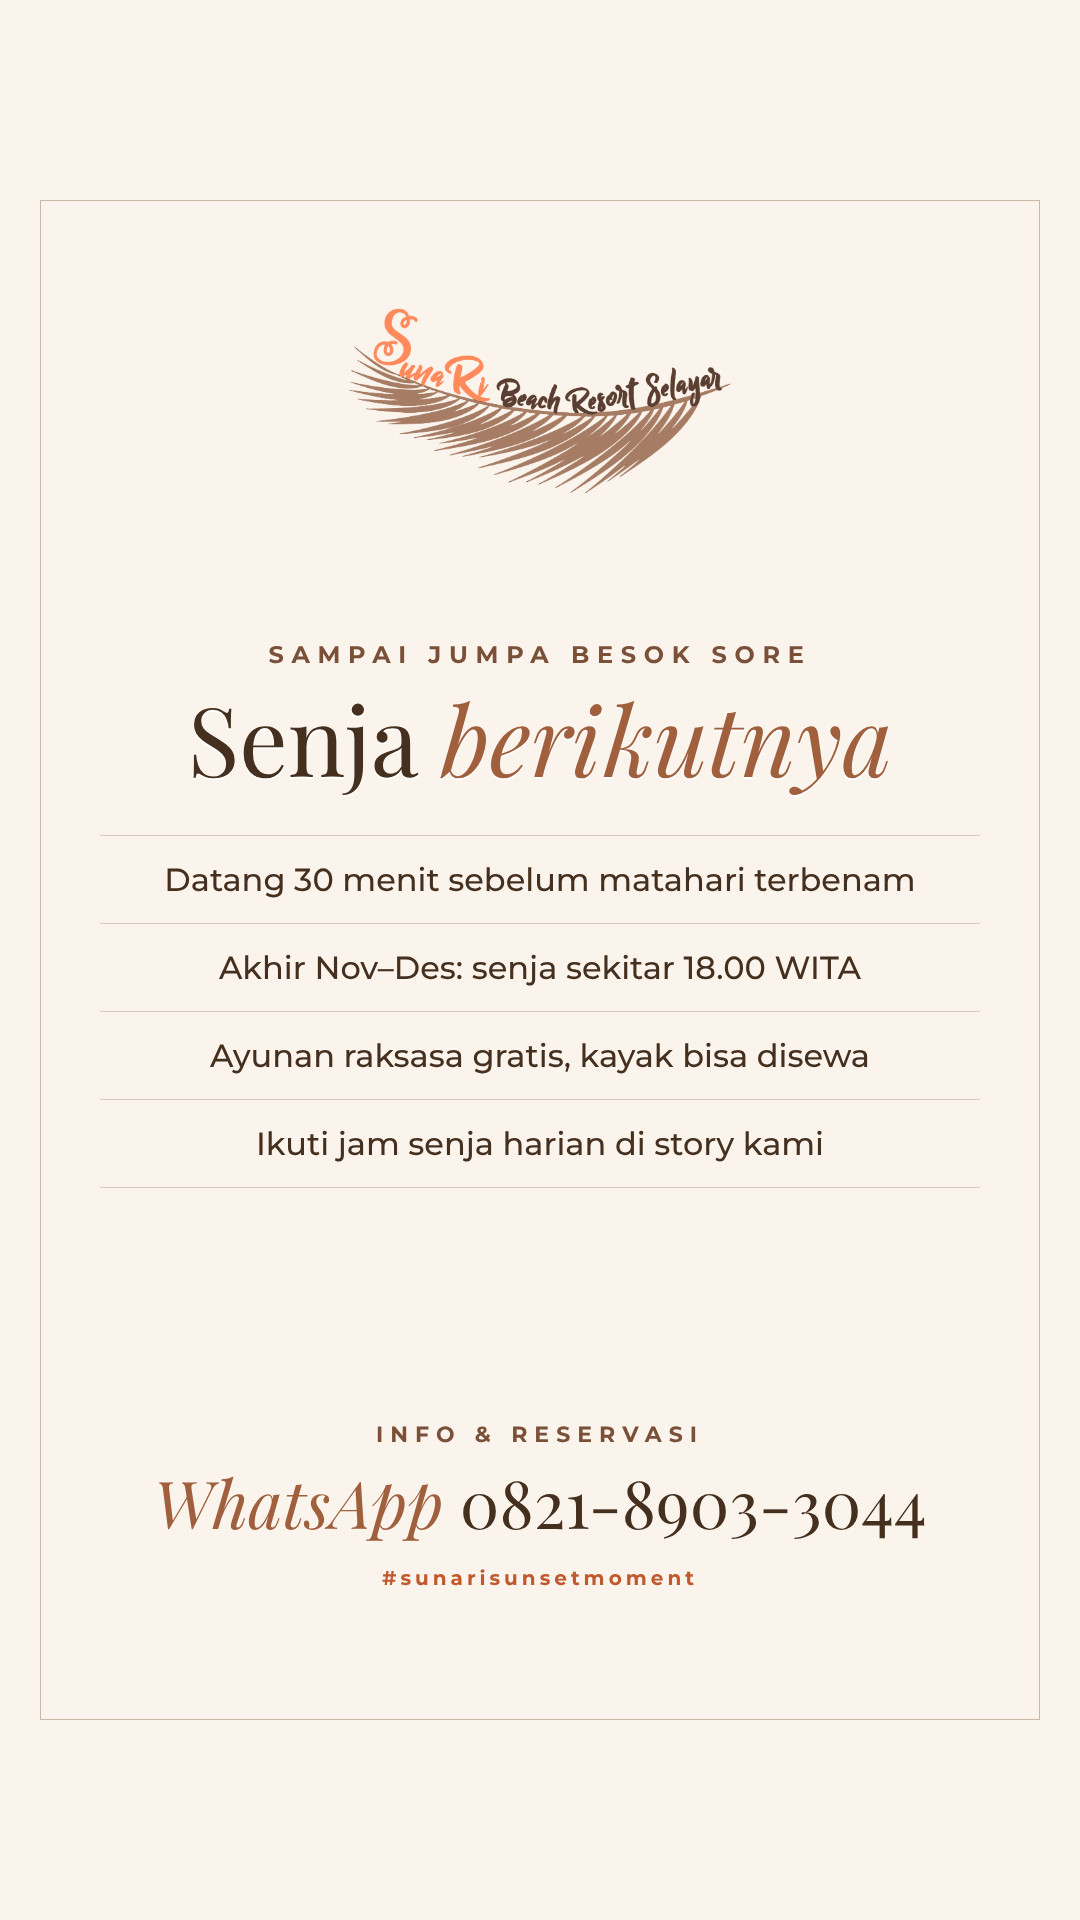 SunaRi Beach Resort Selayar
SAMPAI JUMPA BESOK SORE
Senja berikutnya
Datang 30 menit sebelum matahari terbenam
Akhir Nov–Des: senja sekitar 18.00 WITA
Ayunan raksasa gratis, kayak bisa disewa
Ikuti jam senja harian di story kami
INFO & RESERVASI
WhatsApp 0821-8903-3044
#sunarisunsetmoment